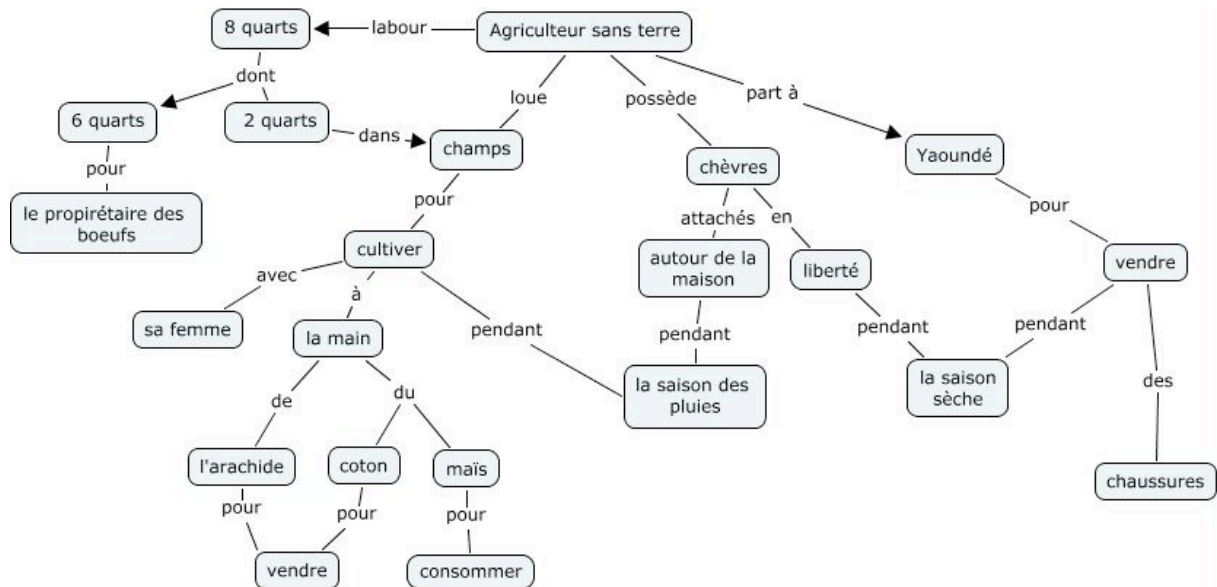 8 quarts
labour
Agriculteur sans terre
dont
loue
possède
part à
6 quarts
2 quarts
dans
champs
chèvres
Yaoundé
pour
pour
attachés
en
pour
le propirétaire des
boeufs
cultiver
autour de la
maison
liberté
vendre
avec
à
sa femme
la main
pendant
pendant
pendant
pendant
la saison des
pluies
la saison
sèche
des
de
du
l'arachide
coton
maïs
chaussures
pour
pour
pour
vendre
consommer